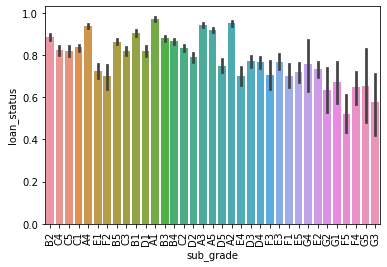 1.0
0.8
0.6
0.4
0.2
0.0
loan_status
B2 C4 C5 C1 A4 E1 F2 B5 C3 B1 D1 A1 B3 B4 C2 D2 A3 A5 D5 A2 E4 D3 D4 F3 E3 F1 E5 G4 E2 G2 G1 F5 F4 G5 G3
sub_grade